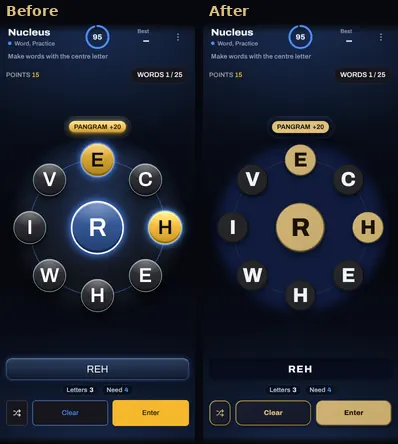 Before
Nucleus
Word, Practice
95
Best
–
Make words with the centre letter
POINTS 15
WORDS 1 / 25
PANGRAM +20
E
V
C
I
R
H
W
E
H
REH
Letters 3
Need 4
Clear
Enter
After
Nucleus
Word, Practice
95
Best
–
Make words with the centre letter
POINTS 15
WORDS 1 / 25
PANGRAM +20
E
V
C
I
R
H
W
E
H
REH
Letters 3
Need 4
Clear
Enter